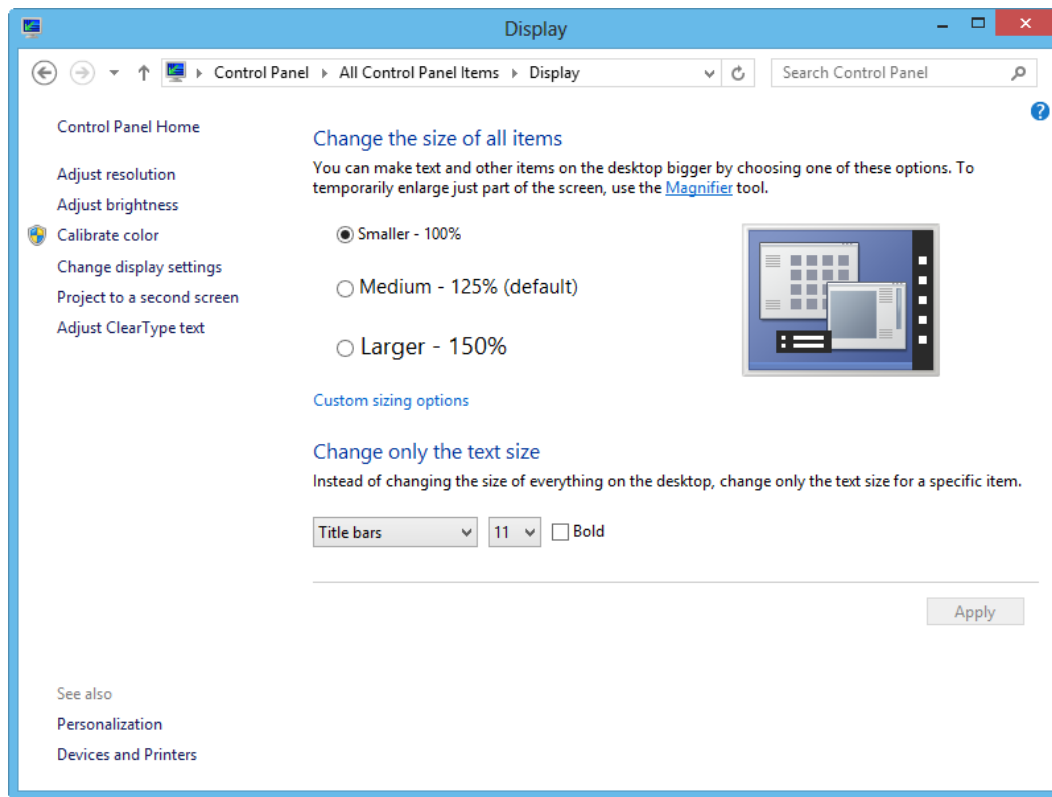 Display
Control Panel All Control Panel Items Display
Search Control Panel
Control Panel Home
Adjust resolution
Adjust brightness
Calibrate color
Change display settings
Project to a second screen
Adjust ClearType text
See also
Personalization
Devices and Printers
Change the size of all items
You can make text and other items on the desktop bigger by choosing one of these options. To
temporarily enlarge just part of the screen, use the Magnifier tool.
Smaller - 100%
Medium - 125% (default)
Larger - 150%
Custom sizing options
Change only the text size
Instead of changing the size of everything on the desktop, change only the text size for a specific item.
Title bars 11 Bold
Apply